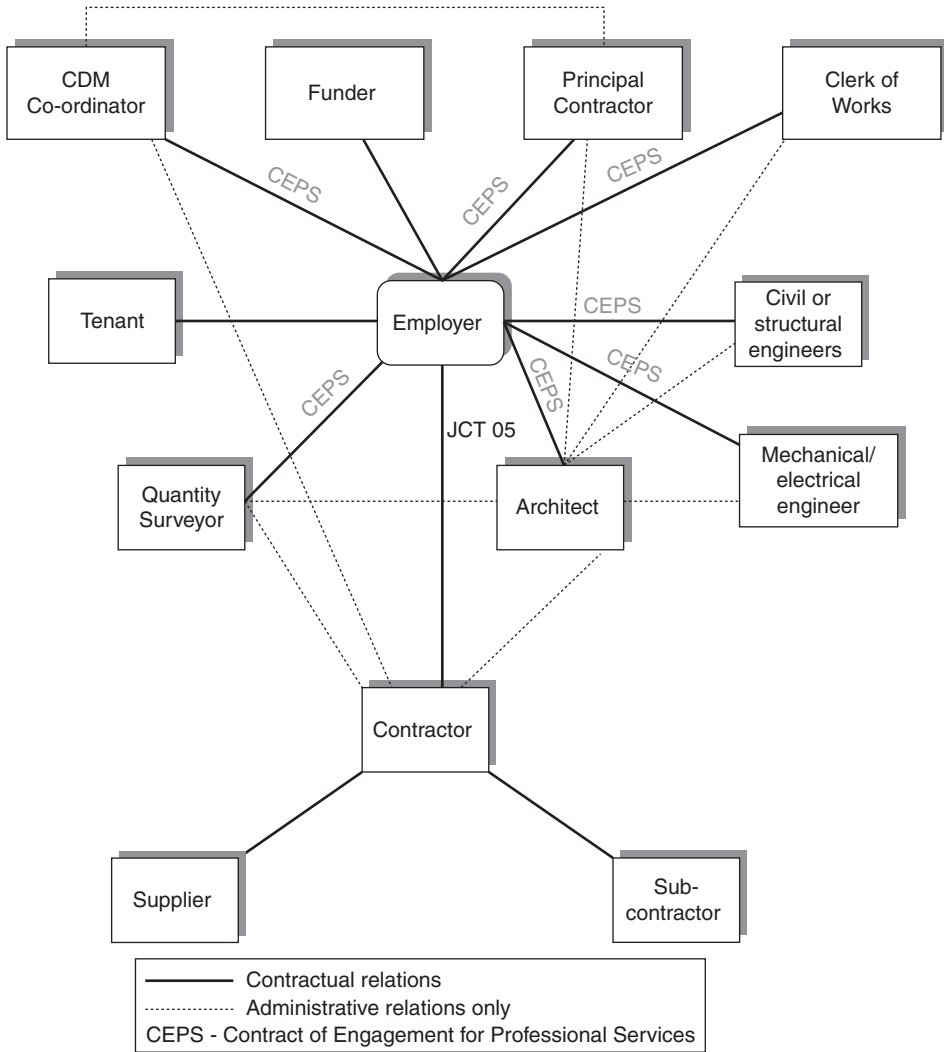 CDM
Co-ordinator
Funder
Principal
Contractor
Clerk of
Works
CEPS
CEPS
CEPS
Tenant
Employer
CEPS
Civil or
structural
engineers
CEPS
CEPS
CEPS
JCT 05
Quantity
Surveyor
Architect
Mechanical/
electrical
engineer
Contractor
Supplier
Sub-
contractor
Contractual relations
Administrative relations only
CEPS - Contract of Engagement for Professional Services